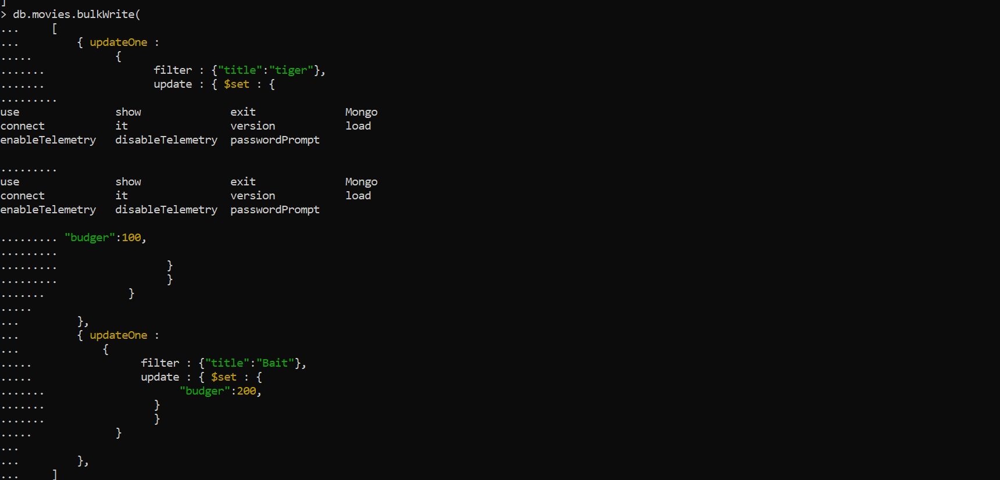 ]
> db.movies.bulkWrite(
...     [
...         { updateOne :
.....             {
.......                 filter : {"title":"tiger"},
.......                 update : { $set : {
.........
use               show              exit              Mongo
connect           it                version           load
enableTelemetry   disableTelemetry  passwordPrompt
.........
use               show              exit              Mongo
connect           it                version           load
enableTelemetry   disableTelemetry  passwordPrompt
......... "budger":100,
.........
.........                 }
.........                 }
.......             }
.....
...         },
...         { updateOne :
...             {
.....                 filter : {"title":"Bait"},
.....                 update : { $set : {
.......                     "budger":200,
.......                 }
.......                 }
.....             }
...
...         },
...     ]